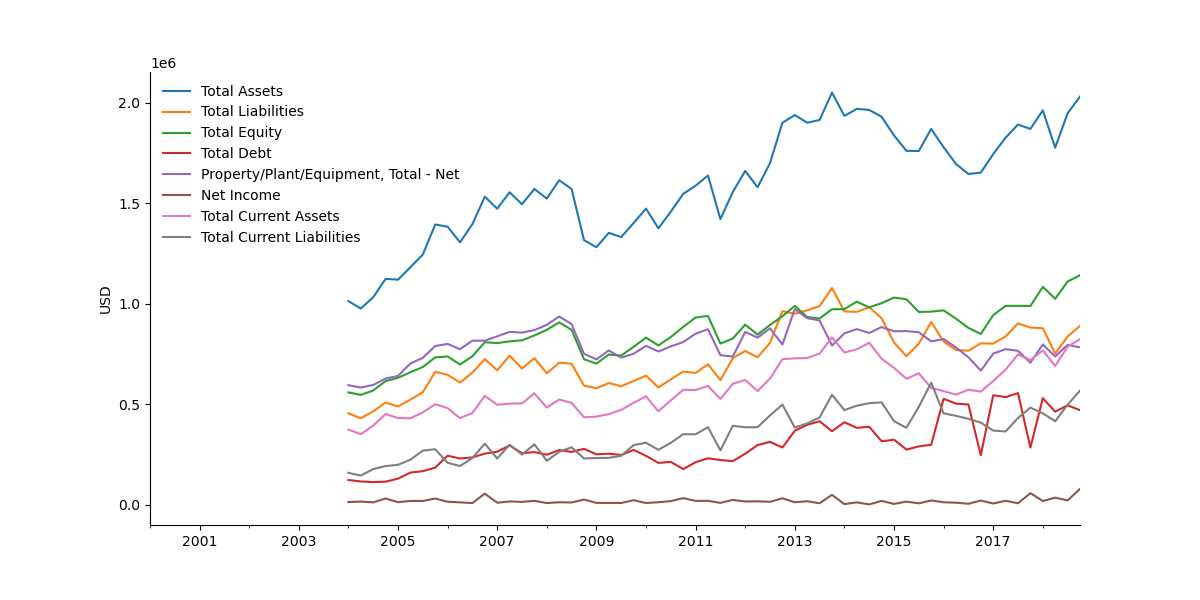 1e6
2.0
1.5
1.0
0.5
0.0
USD
Total Assets
Total Liabilities
Total Equity
Total Debt
Property/Plant/Equipment, Total - Net
Net Income
Total Current Assets
Total Current Liabilities
2001 2003 2005 2007 2009 2011 2013 2015 2017